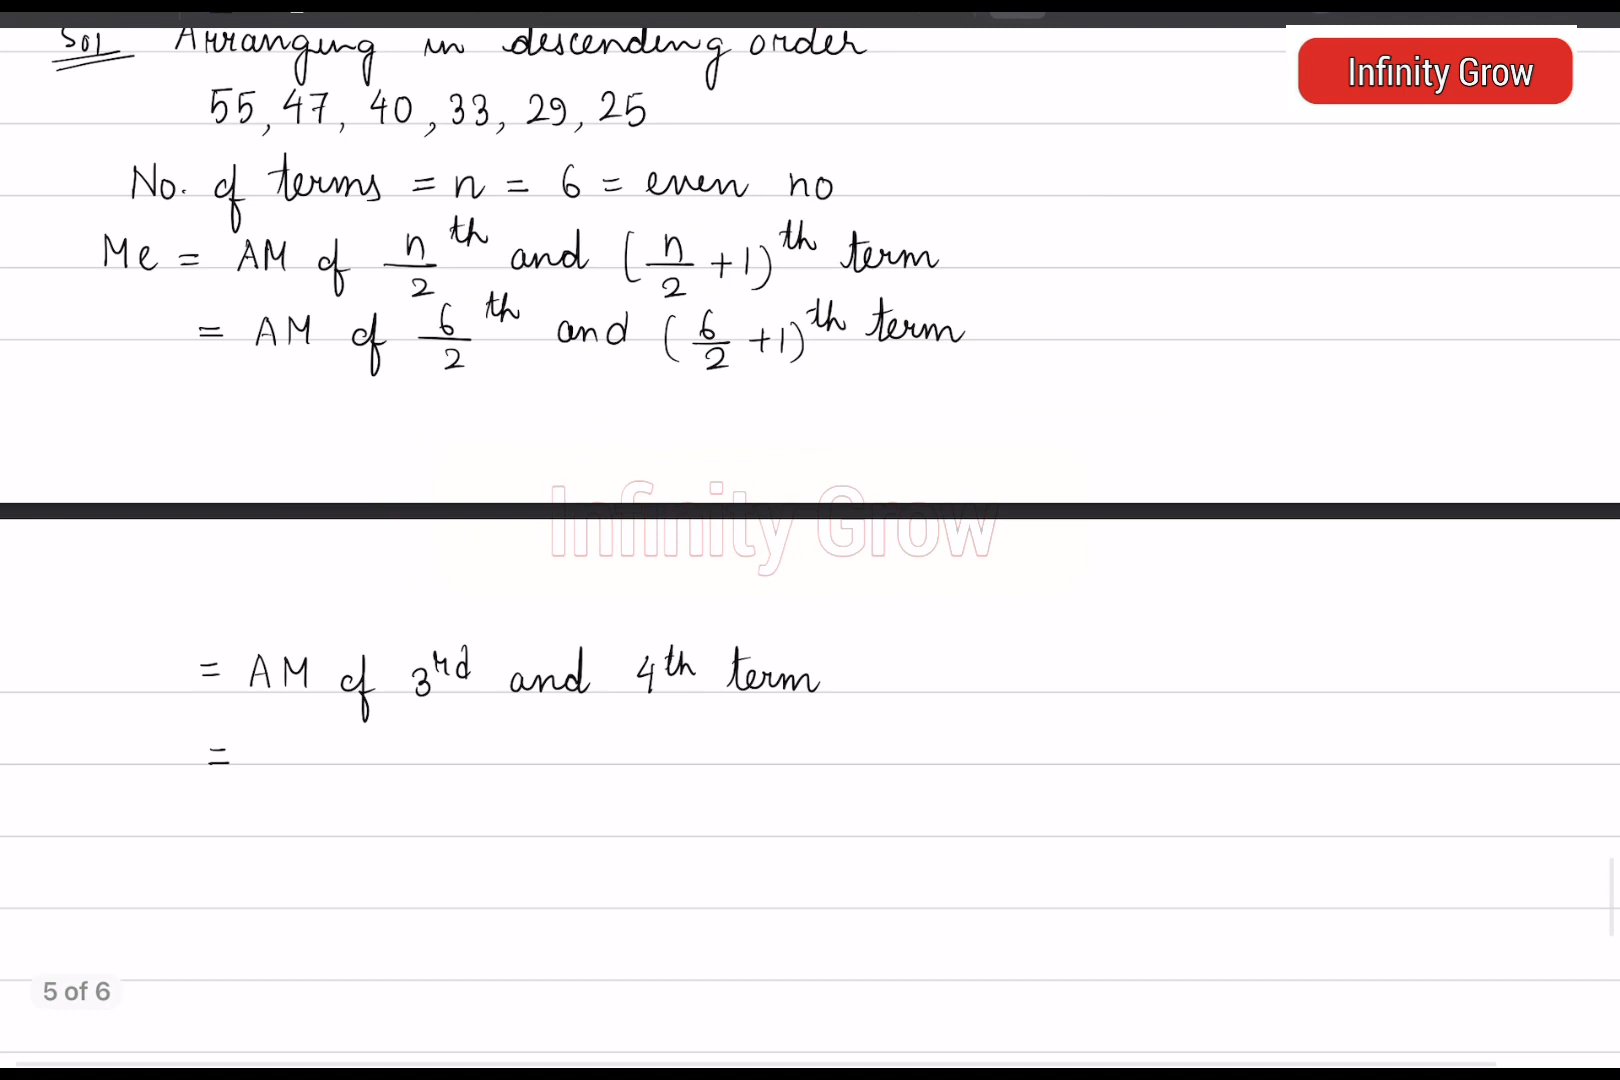 Sol Arranging in descending order
Infinity Grow
55, 47, 40, 33, 29, 25
No. of terms = n = 6 = even no
Me = AM of n/2 th and (n/2 + 1)th term
= AM of 6/2 th and (6/2 + 1)th term
Infinity Grow
= AM of 3rd and 4th term
=
5 of 6